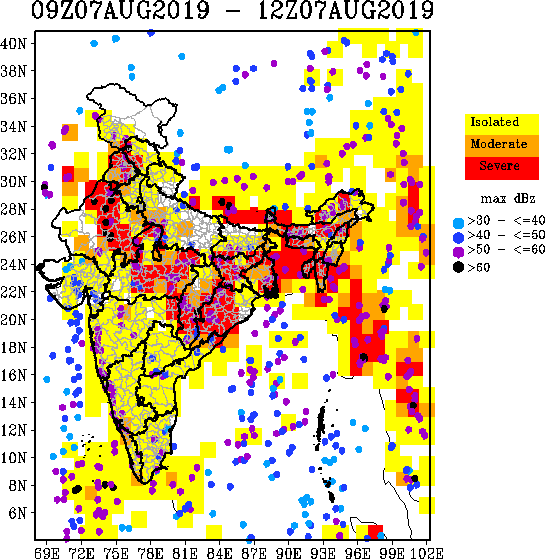 09Z07AUG2019 - 12Z07AUG2019
40N
38N
36N
34N
32N
30N
28N
26N
24N
22N
20N
18N
16N
14N
12N
10N
8N
6N
69E 72E 75E 78E 81E 84E 87E 90E 93E 96E 99E 102E
Isolated
Moderate
Severe
max dBz
>30 - <=40
>40 - <=50
>50 - <=60
>60